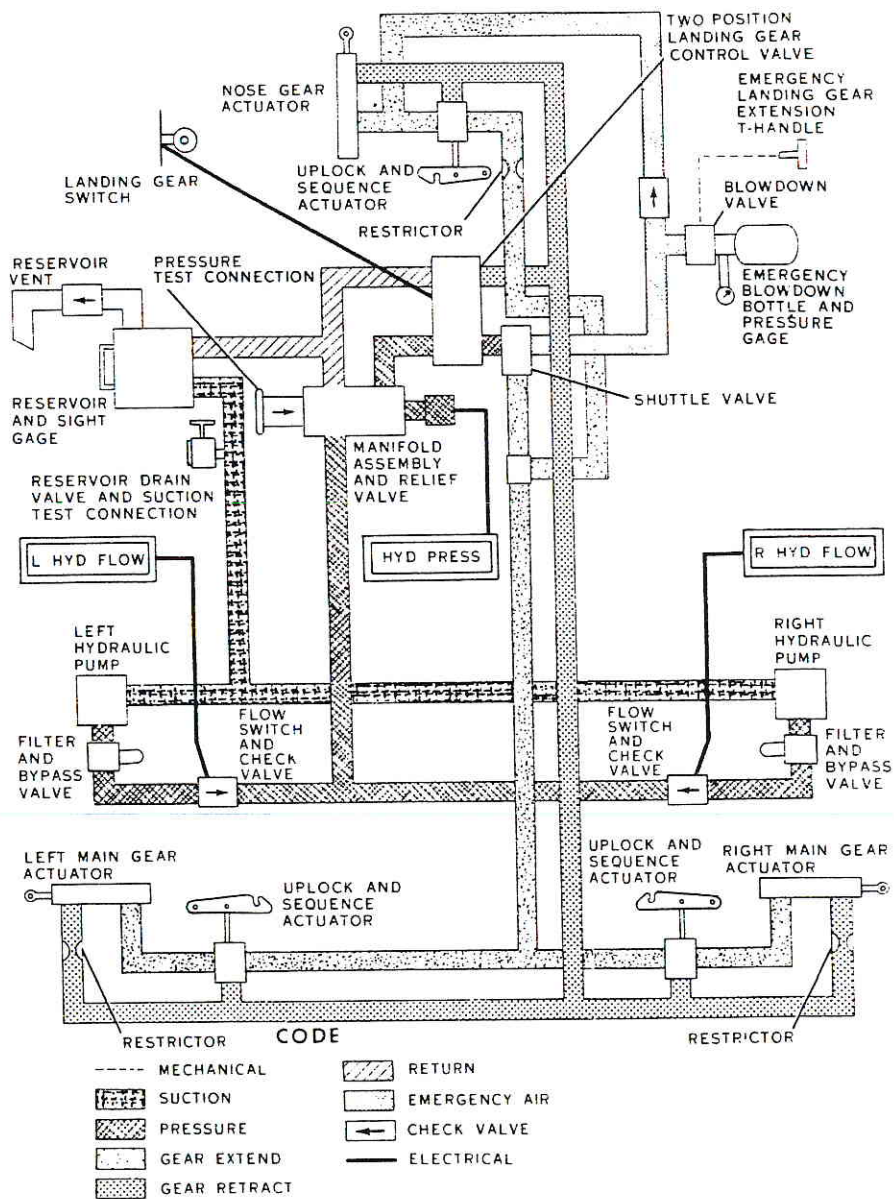 TWO POSITION
LANDING GEAR
CONTROL VALVE
EMERGENCY
LANDING GEAR
EXTENSION
T-HANDLE
NOSE GEAR
ACTUATOR
LANDING GEAR
SWITCH
UPLOCK AND
SEQUENCE
ACTUATOR
RESTRICTOR
BLOWDOWN
VALVE
RESERVOIR
VENT
PRESSURE
TEST CONNECTION
EMERGENCY
BLOWDOWN
BOTTLE AND
PRESSURE
GAGE
RESERVOIR
AND SIGHT
GAGE
SHUTTLE VALVE
MANIFOLD
ASSEMBLY
AND RELIEF
VALVE
RESERVOIR DRAIN
VALVE AND SUCTION
TEST CONNECTION
L HYD FLOW
HYD PRESS
R HYD FLOW
LEFT
HYDRAULIC
PUMP
RIGHT
HYDRAULIC
PUMP
FILTER AND
BYPASS
VALVE
FLOW
SWITCH
AND
CHECK
VALVE
FLOW
SWITCH
AND
CHECK
VALVE
FILTER
AND
BYPASS
VALVE
LEFT MAIN GEAR
ACTUATOR
UPLOCK AND
SEQUENCE
ACTUATOR
UPLOCK AND
SEQUENCE
ACTUATOR
RIGHT MAIN GEAR
ACTUATOR
RESTRICTOR
RESTRICTOR
CODE
MECHANICAL
SUCTION
PRESSURE
GEAR EXTEND
GEAR RETRACT
RETURN
EMERGENCY AIR
CHECK VALVE
ELECTRICAL